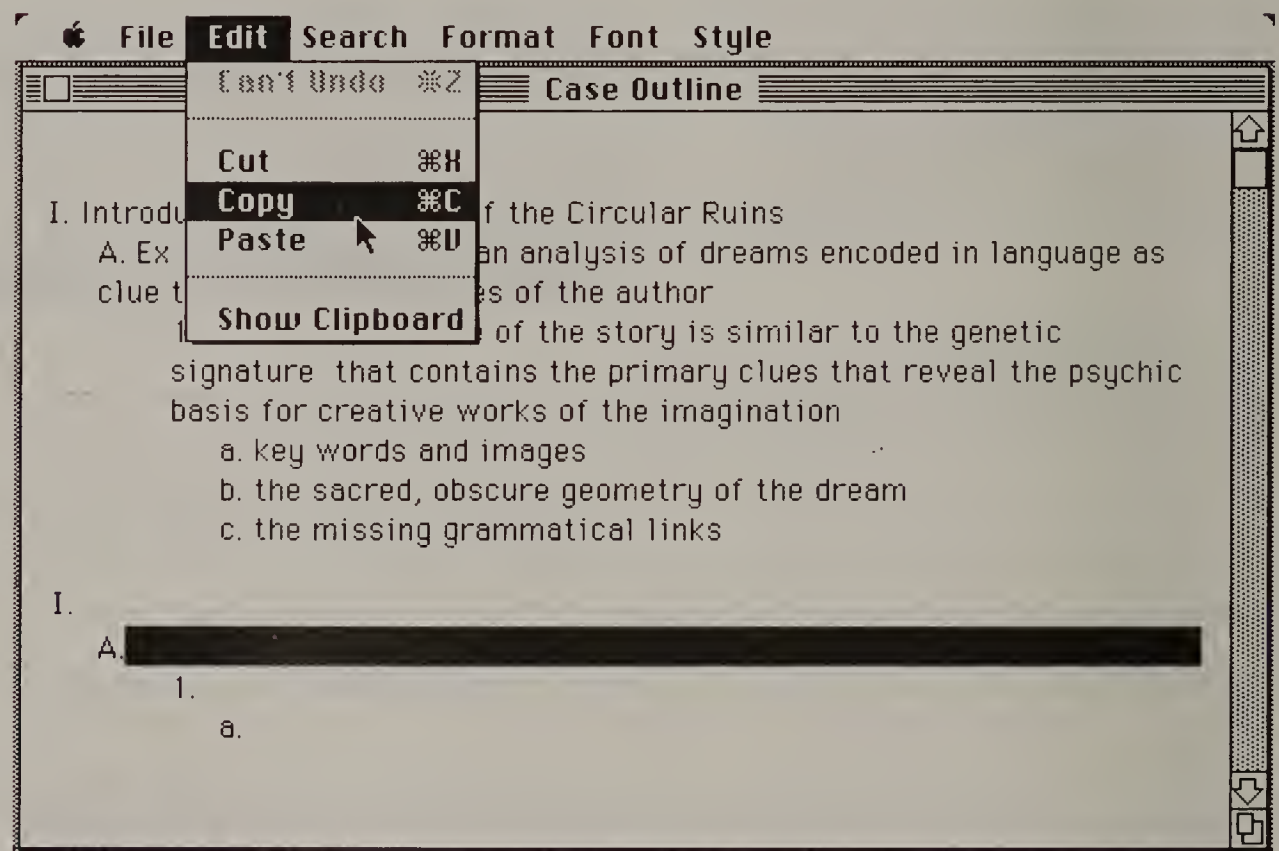 File Edit Search Format Font Style
Case Outline
Can't Undo ⌘Z
Cut ⌘X
Copy ⌘C
Paste ⌘V
Show Clipboard
I. Introdu f the Circular Ruins
A. Ex an analysis of dreams encoded in language as
clue t es of the author
1 of the story is similar to the genetic
signature that contains the primary clues that reveal the psychic
basis for creative works of the imagination
a. key words and images
b. the sacred, obscure geometry of the dream
c. the missing grammatical links
I.
A.
1.
a.